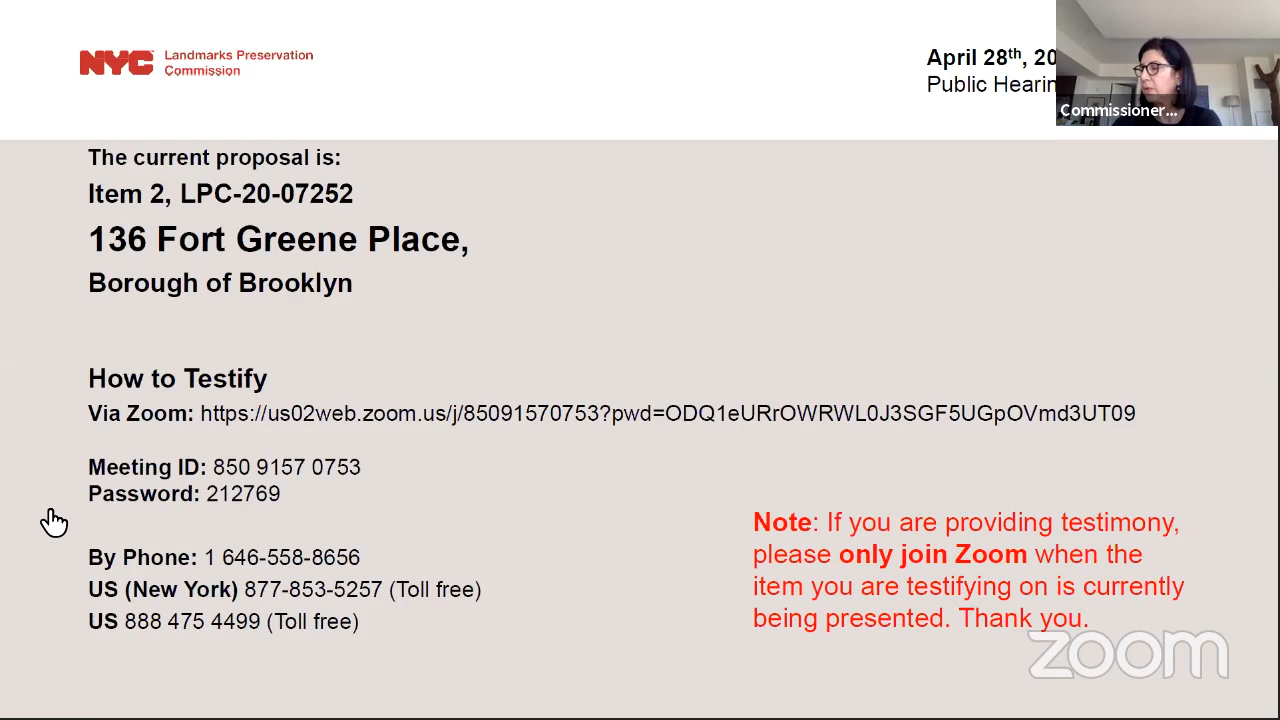 NYC Landmarks Preservation
Commission
April 28th, 20
Public Hearin
Commissioner...
The current proposal is:
Item 2, LPC-20-07252
136 Fort Greene Place,
Borough of Brooklyn
How to Testify
Via Zoom: https://us02web.zoom.us/j/85091570753?pwd=ODQ1eURrOWRWL0J3SGF5UGpOVmd3UT09
Meeting ID: 850 9157 0753
Password: 212769
By Phone: 1 646-558-8656
US (New York) 877-853-5257 (Toll free)
US 888 475 4499 (Toll free)
Note: If you are providing testimony,
please only join Zoom when the
item you are testifying on is currently
being presented. Thank you.
zoom